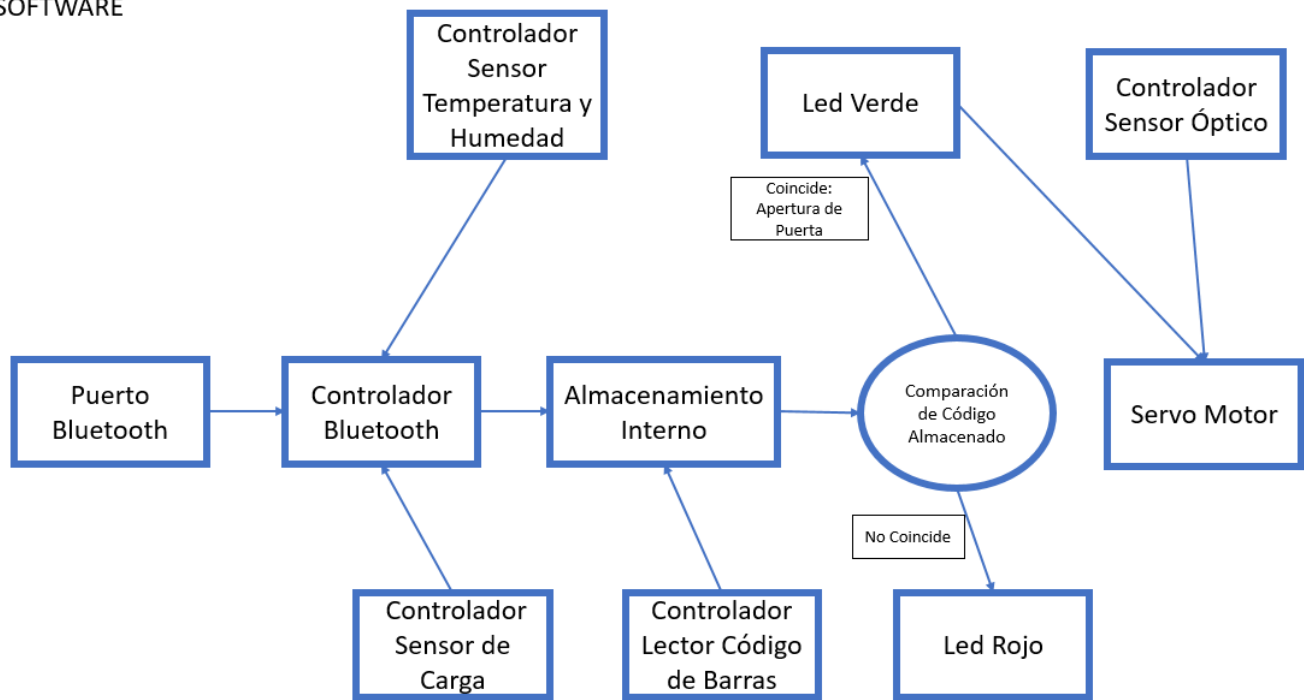 SOFTWARE
Controlador
Sensor
Temperatura y
Humedad
Led Verde
Controlador
Sensor Óptico
Coincide:
Apertura de
Puerta
Puerto
Bluetooth
Controlador
Bluetooth
Almacenamiento
Interno
Comparación
de Código
Almacenado
Servo Motor
No Coincide
Controlador
Sensor de
Carga
Controlador
Lector Código
de Barras
Led Rojo